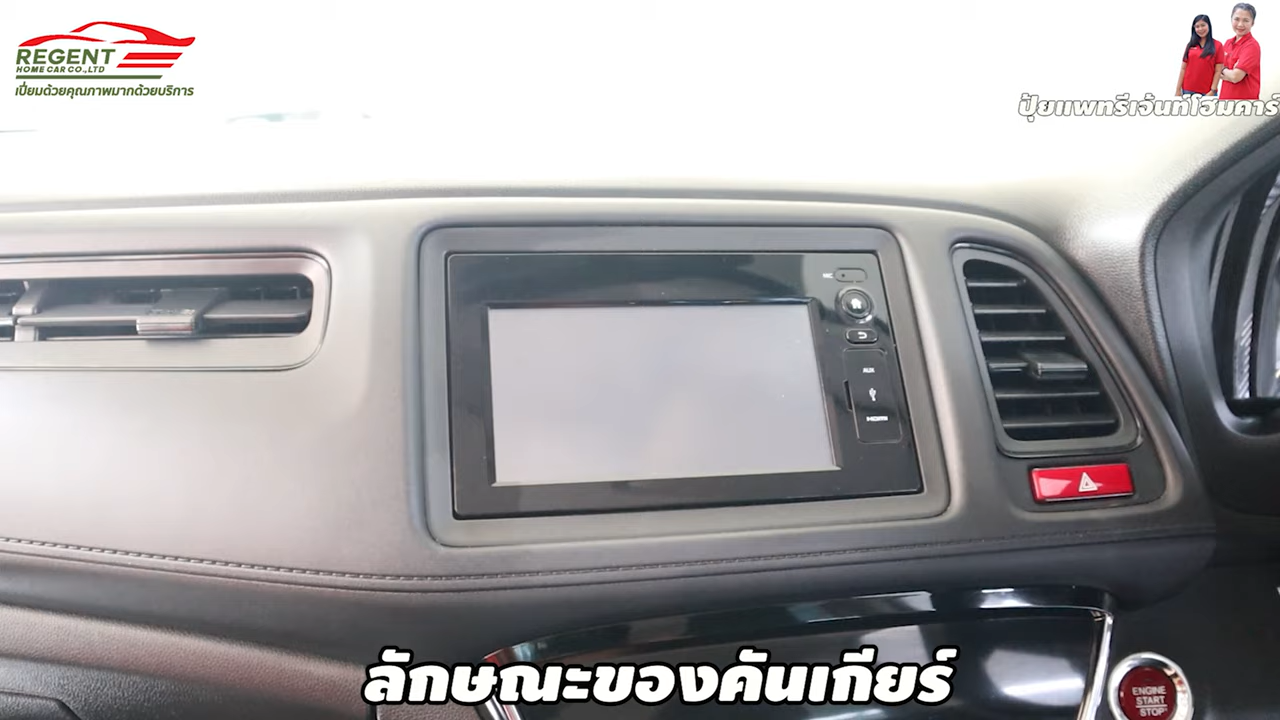 REGENT
HOME CAR CO.,LTD
เปี่ยมด้วยคุณภาพมากด้วยบริการ
ปุ้ยแพทรีเจ้นท์โฮมคาร์
MIC
AUX
HDMI
ลักษณะของคันเกียร์
ENGINE
START
STOP